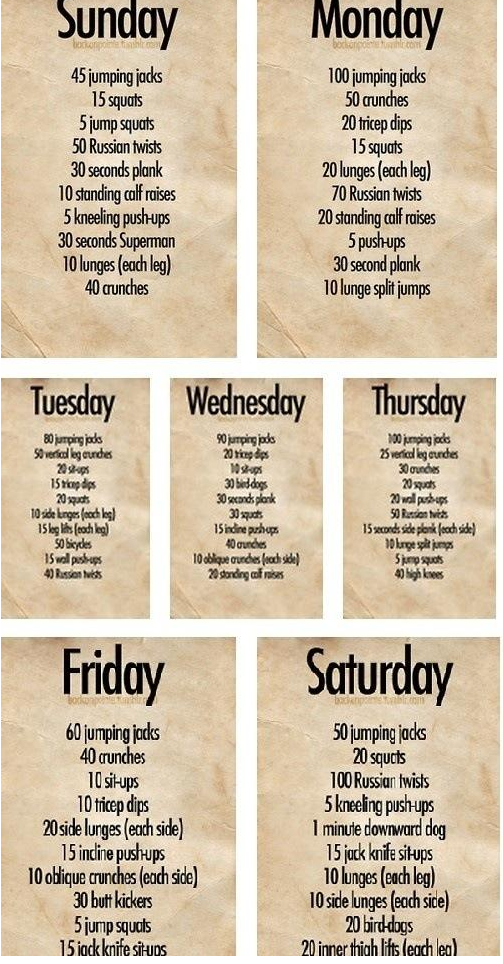 Sunday
backonpointe.tumblr.com
45 jumping jacks
15 squats
5 jump squats
50 Russian twists
30 seconds plank
10 standing calf raises
5 kneeling push-ups
30 seconds Superman
10 lunges (each leg)
40 crunches
Monday
backonpointe.tumblr.com
100 jumping jacks
50 crunches
20 tricep dips
15 squats
20 lunges (each leg)
70 Russian twists
20 standing calf raises
5 push-ups
30 second plank
10 lunge split jumps
Tuesday
80 jumping jacks
50 vertical leg crunches
20 sit-ups
15 tricep dips
20 squats
10 side lunges (each leg)
15 leg lifts (each leg)
50 bicycles
15 wall push-ups
40 Russian twists
Wednesday
90 jumping jacks
20 tricep dips
10 sit-ups
30 bird-dogs
30 seconds plank
30 squats
15 incline push-ups
40 crunches
10 oblique crunches (each side)
20 standing calf raises
Thursday
100 jumping jacks
25 vertical leg crunches
30 crunches
20 squats
20 wall push-ups
50 Russian twists
15 seconds side plank (each side)
10 lunge split jumps
5 jump squats
40 high knees
Friday
backonpointe.tumblr.com
60 jumping jacks
40 crunches
10 sit-ups
10 tricep dips
20 side lunges (each side)
15 incline push-ups
10 oblique crunches (each side)
30 butt kickers
5 jump squats
15 jack knife sit-ups
Saturday
backonpointe.tumblr.com
50 jumping jacks
20 squats
100 Russian twists
5 kneeling push-ups
1 minute downward dog
15 jack knife sit-ups
10 lunges (each leg)
10 side lunges (each side)
20 bird-dogs
20 inner thigh lifts (each leg)